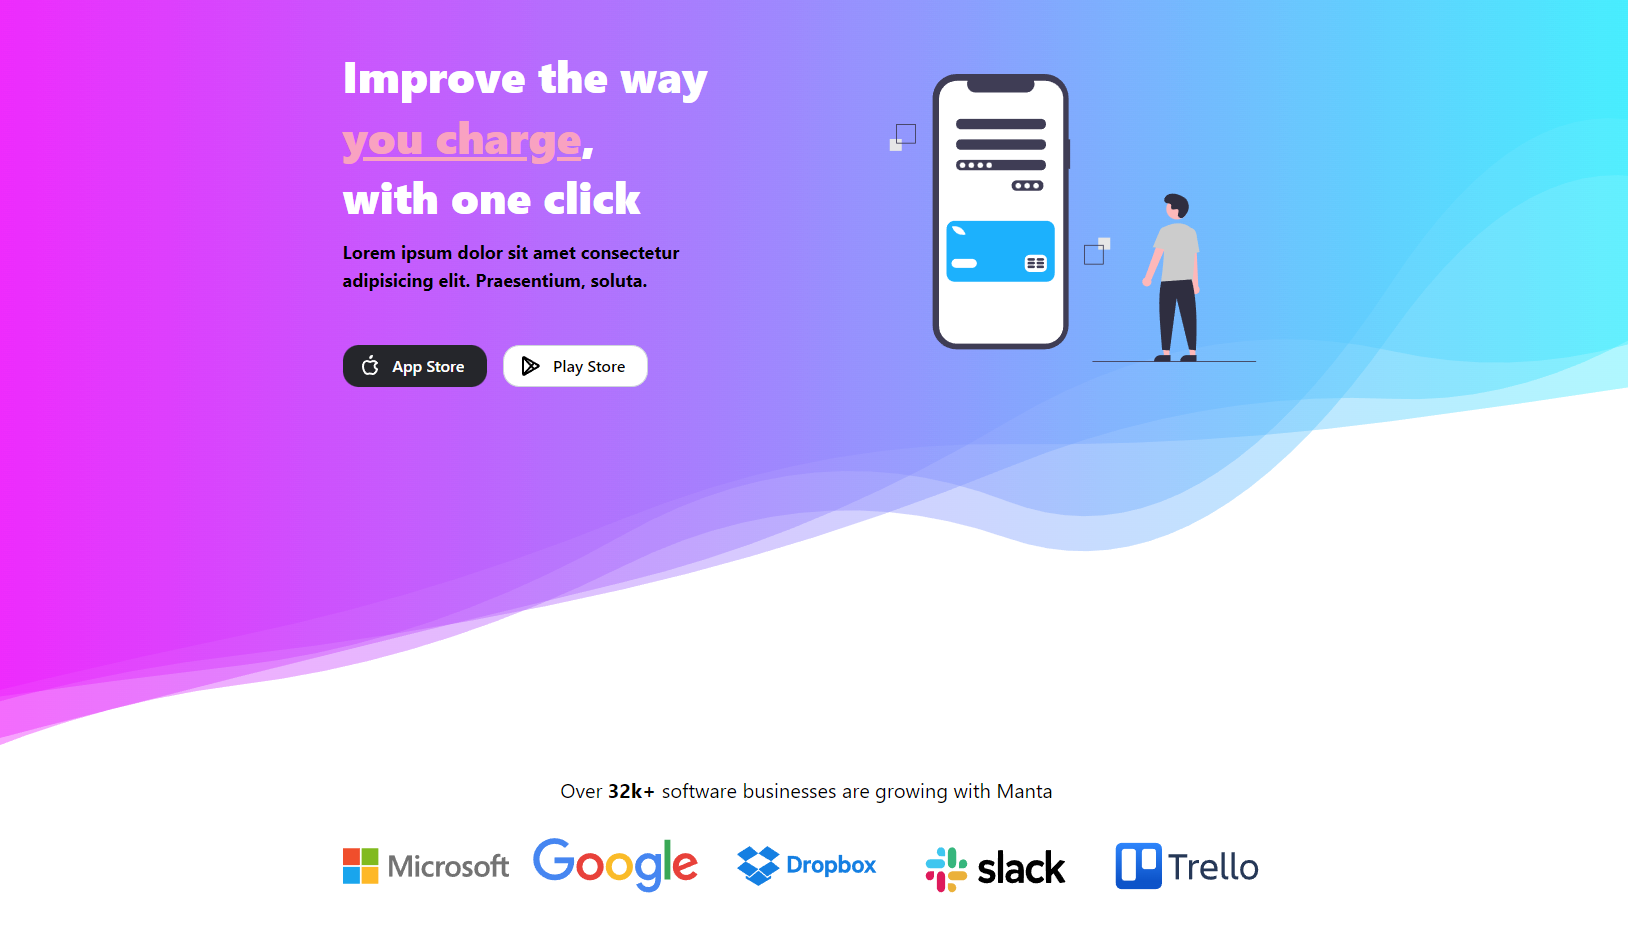 Improve the way
you charge,
with one click
Lorem ipsum dolor sit amet consectetur
adipisicing elit. Praesentium, soluta.
App Store
Play Store
Over 32k+ software businesses are growing with Manta
Microsoft
Google
Dropbox
slack
Trello